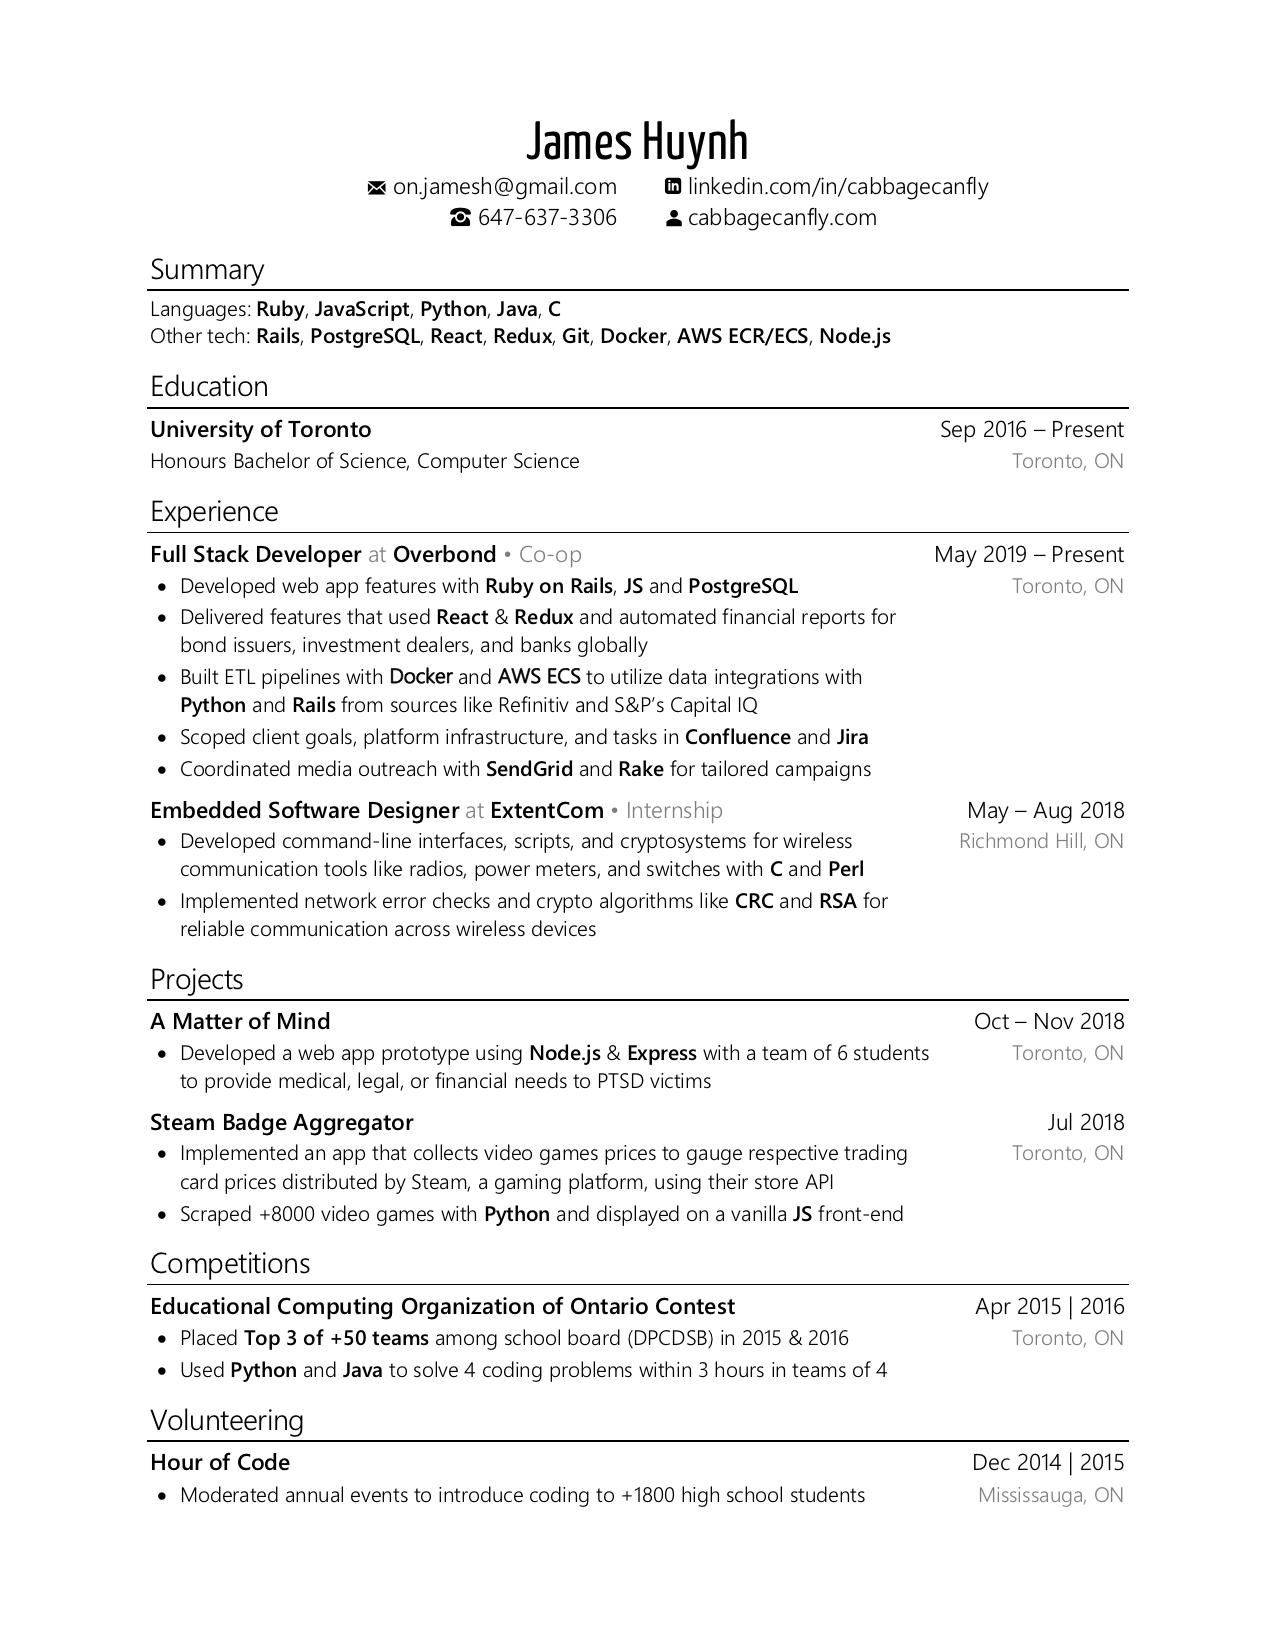 James Huynh
on.jamesh@gmail.com linkedin.com/in/cabbagecanfly
647-637-3306 cabbagecanfly.com
Summary
Languages: Ruby, JavaScript, Python, Java, C
Other tech: Rails, PostgreSQL, React, Redux, Git, Docker, AWS ECR/ECS, Node.js
Education
University of Toronto Sep 2016 – Present
Honours Bachelor of Science, Computer Science Toronto, ON
Experience
Full Stack Developer at Overbond • Co-op May 2019 – Present
• Developed web app features with Ruby on Rails, JS and PostgreSQL Toronto, ON
• Delivered features that used React & Redux and automated financial reports for
bond issuers, investment dealers, and banks globally
• Built ETL pipelines with Docker and AWS ECS to utilize data integrations with
Python and Rails from sources like Refinitiv and S&P’s Capital IQ
• Scoped client goals, platform infrastructure, and tasks in Confluence and Jira
• Coordinated media outreach with SendGrid and Rake for tailored campaigns
Embedded Software Designer at ExtentCom • Internship May – Aug 2018
• Developed command-line interfaces, scripts, and cryptosystems for wireless Richmond Hill, ON
communication tools like radios, power meters, and switches with C and Perl
• Implemented network error checks and crypto algorithms like CRC and RSA for
reliable communication across wireless devices
Projects
A Matter of Mind Oct – Nov 2018
• Developed a web app prototype using Node.js & Express with a team of 6 students Toronto, ON
to provide medical, legal, or financial needs to PTSD victims
Steam Badge Aggregator Jul 2018
• Implemented an app that collects video games prices to gauge respective trading Toronto, ON
card prices distributed by Steam, a gaming platform, using their store API
• Scraped +8000 video games with Python and displayed on a vanilla JS front-end
Competitions
Educational Computing Organization of Ontario Contest Apr 2015 | 2016
• Placed Top 3 of +50 teams among school board (DPCDSB) in 2015 & 2016 Toronto, ON
• Used Python and Java to solve 4 coding problems within 3 hours in teams of 4
Volunteering
Hour of Code Dec 2014 | 2015
• Moderated annual events to introduce coding to +1800 high school students Mississauga, ON